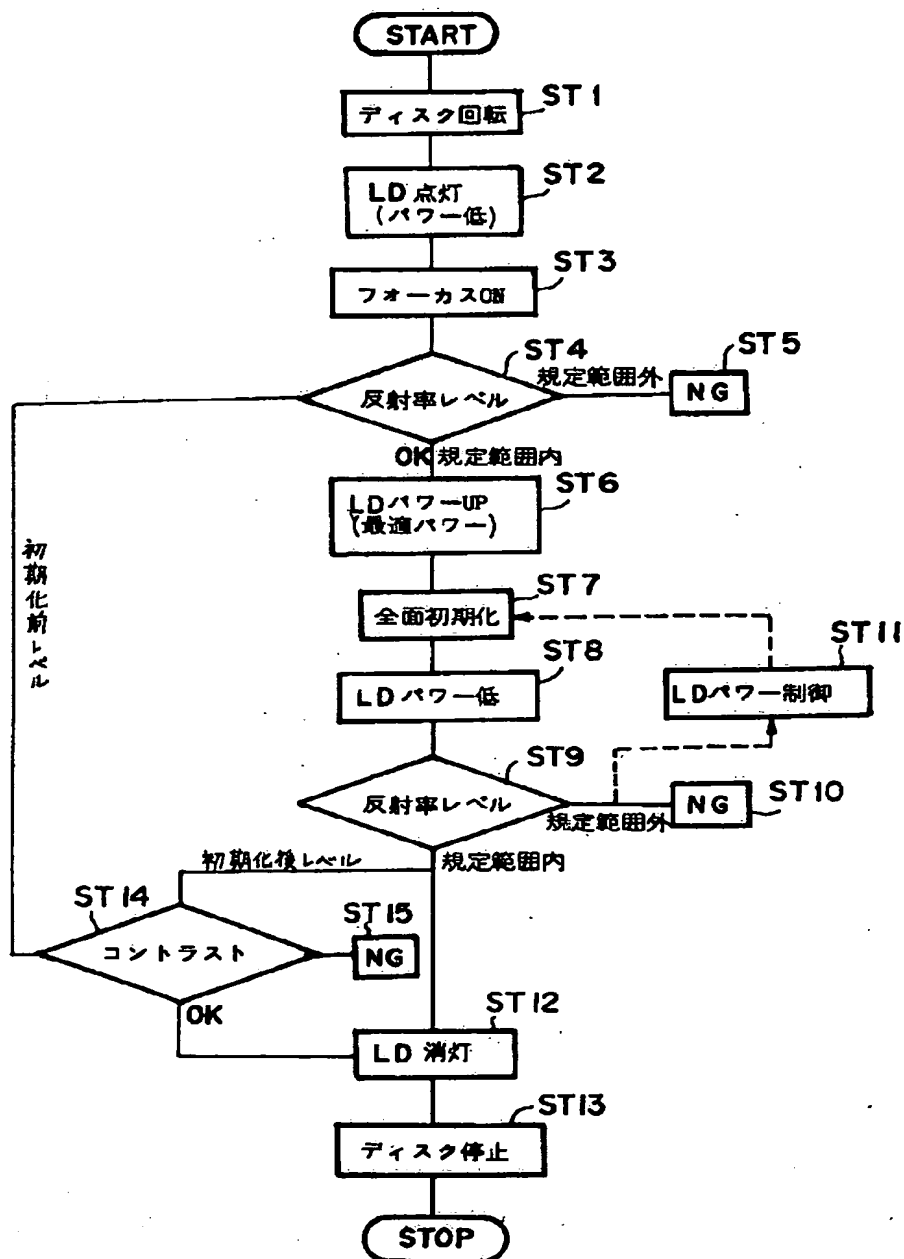 START
ST1
ディスク回転
ST2
LD 点灯
(パワー低)
ST3
フォーカスON
ST4
反射率レベル
規定範囲外
ST5
NG
OK 規定範囲内
ST6
LDパワーUP
(最適パワー)
初期化前レベル
ST7
全面初期化
ST11
LDパワー制御
ST8
LDパワー低
ST9
反射率レベル
規定範囲外
NG
ST10
初期化後レベル
規定範囲内
ST14
コントラスト
ST15
NG
OK
ST12
LD 消灯
ST13
ディスク停止
STOP